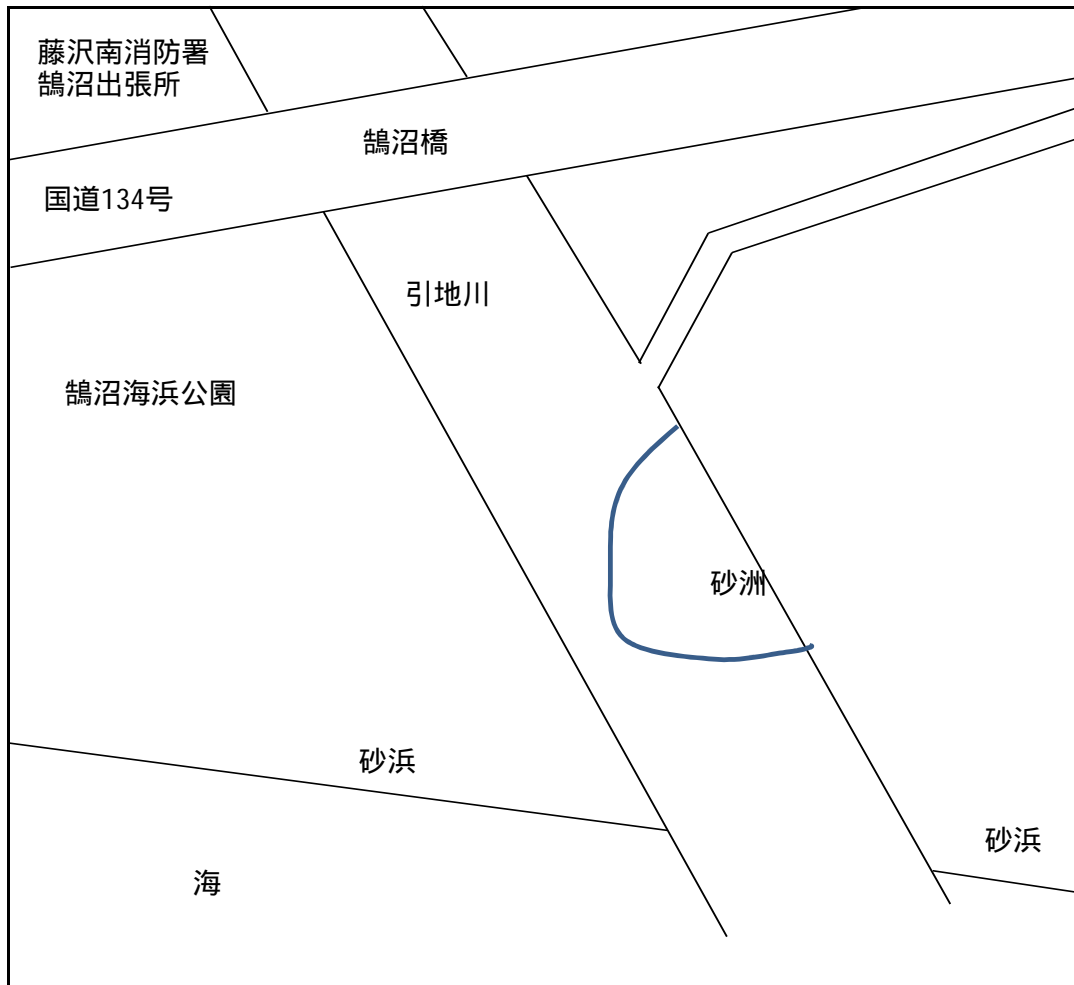 藤沢南消防署
鵠沼出張所
鵠沼橋
国道134号
引地川
鵠沼海浜公園
砂洲
砂浜
砂浜
海